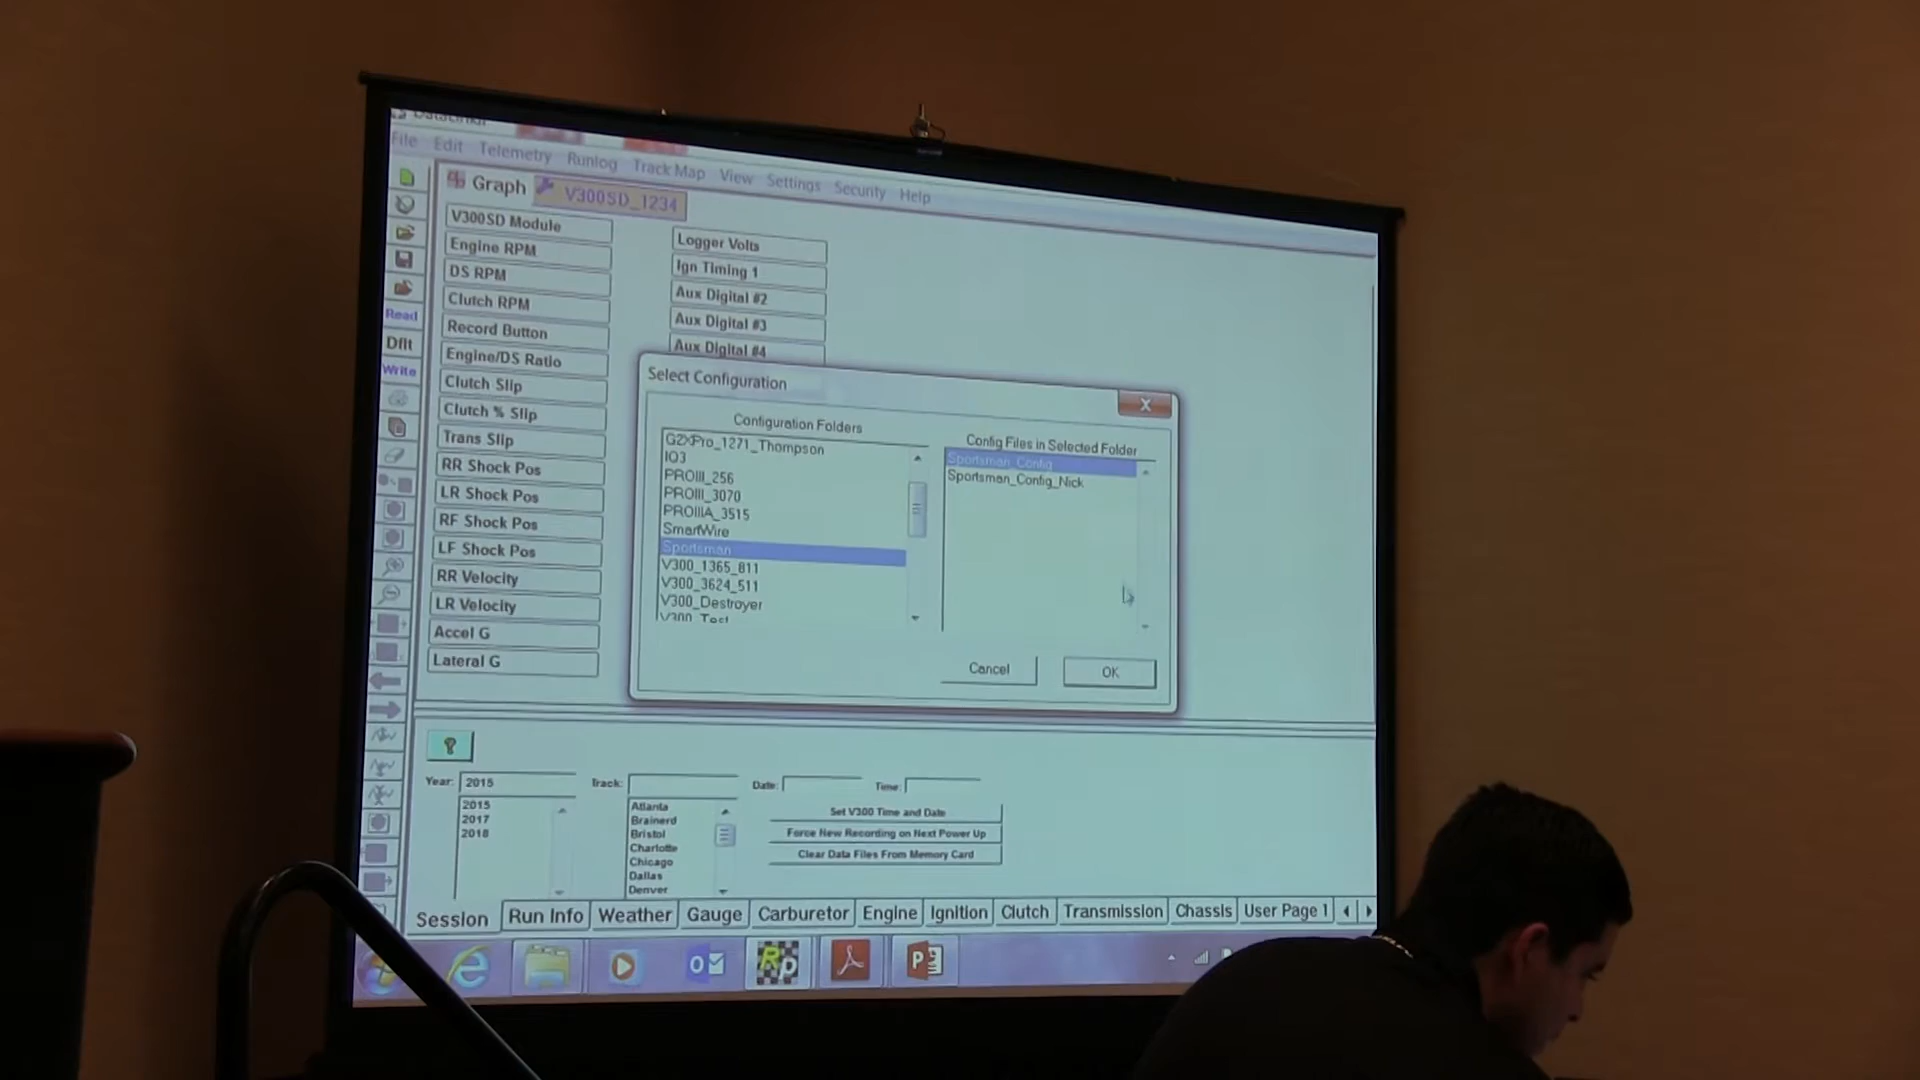 File Edit Telemetry Runlog Track Map View Settings Security Help
Graph V300SD_1234
V300SD Module
Engine RPM
DS RPM
Clutch RPM
Record Button
Engine/DS Ratio
Clutch Slip
Clutch % Slip
Trans Slip
RR Shock Pos
LR Shock Pos
RF Shock Pos
LF Shock Pos
RR Velocity
LR Velocity
Accel G
Lateral G
Logger Volts
Ign Timing 1
Aux Digital #2
Aux Digital #3
Aux Digital #4
Read
Dflt
Write
Select Configuration
X
Configuration Folders
G2XPro_1271_Thompson
IO3
PROIII_256
PROIII_3070
PROIIIA_3515
SmartWire
Sportsman
V300_1365_811
V300_3624_511
V300_Destroyer
Config Files in Selected Folder
Sportsman_Config
Sportsman_Config_Nick
Cancel OK
?
Year: 2015
2015
2017
2018
Track:
Atlanta
Brainerd
Bristol
Charlotte
Chicago
Dallas
Denver
Date: Time:
Set V300 Time and Date
Force New Recording on Next Power Up
Clear Data Files From Memory Card
Session Run Info Weather Gauge Carburetor Engine Ignition Clutch Transmission Chassis User Page 1
Rp